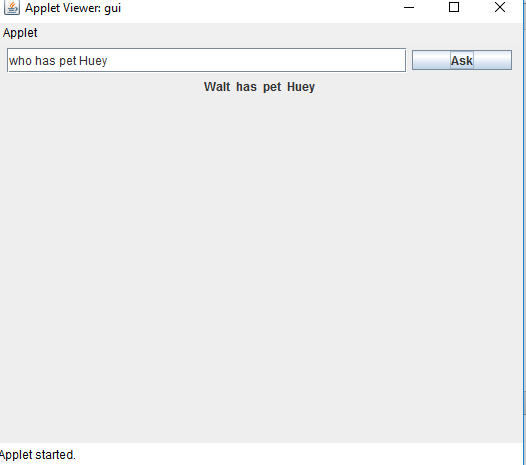 Applet Viewer: gui
Applet
who has pet Huey Ask
Walt has pet Huey
Applet started.